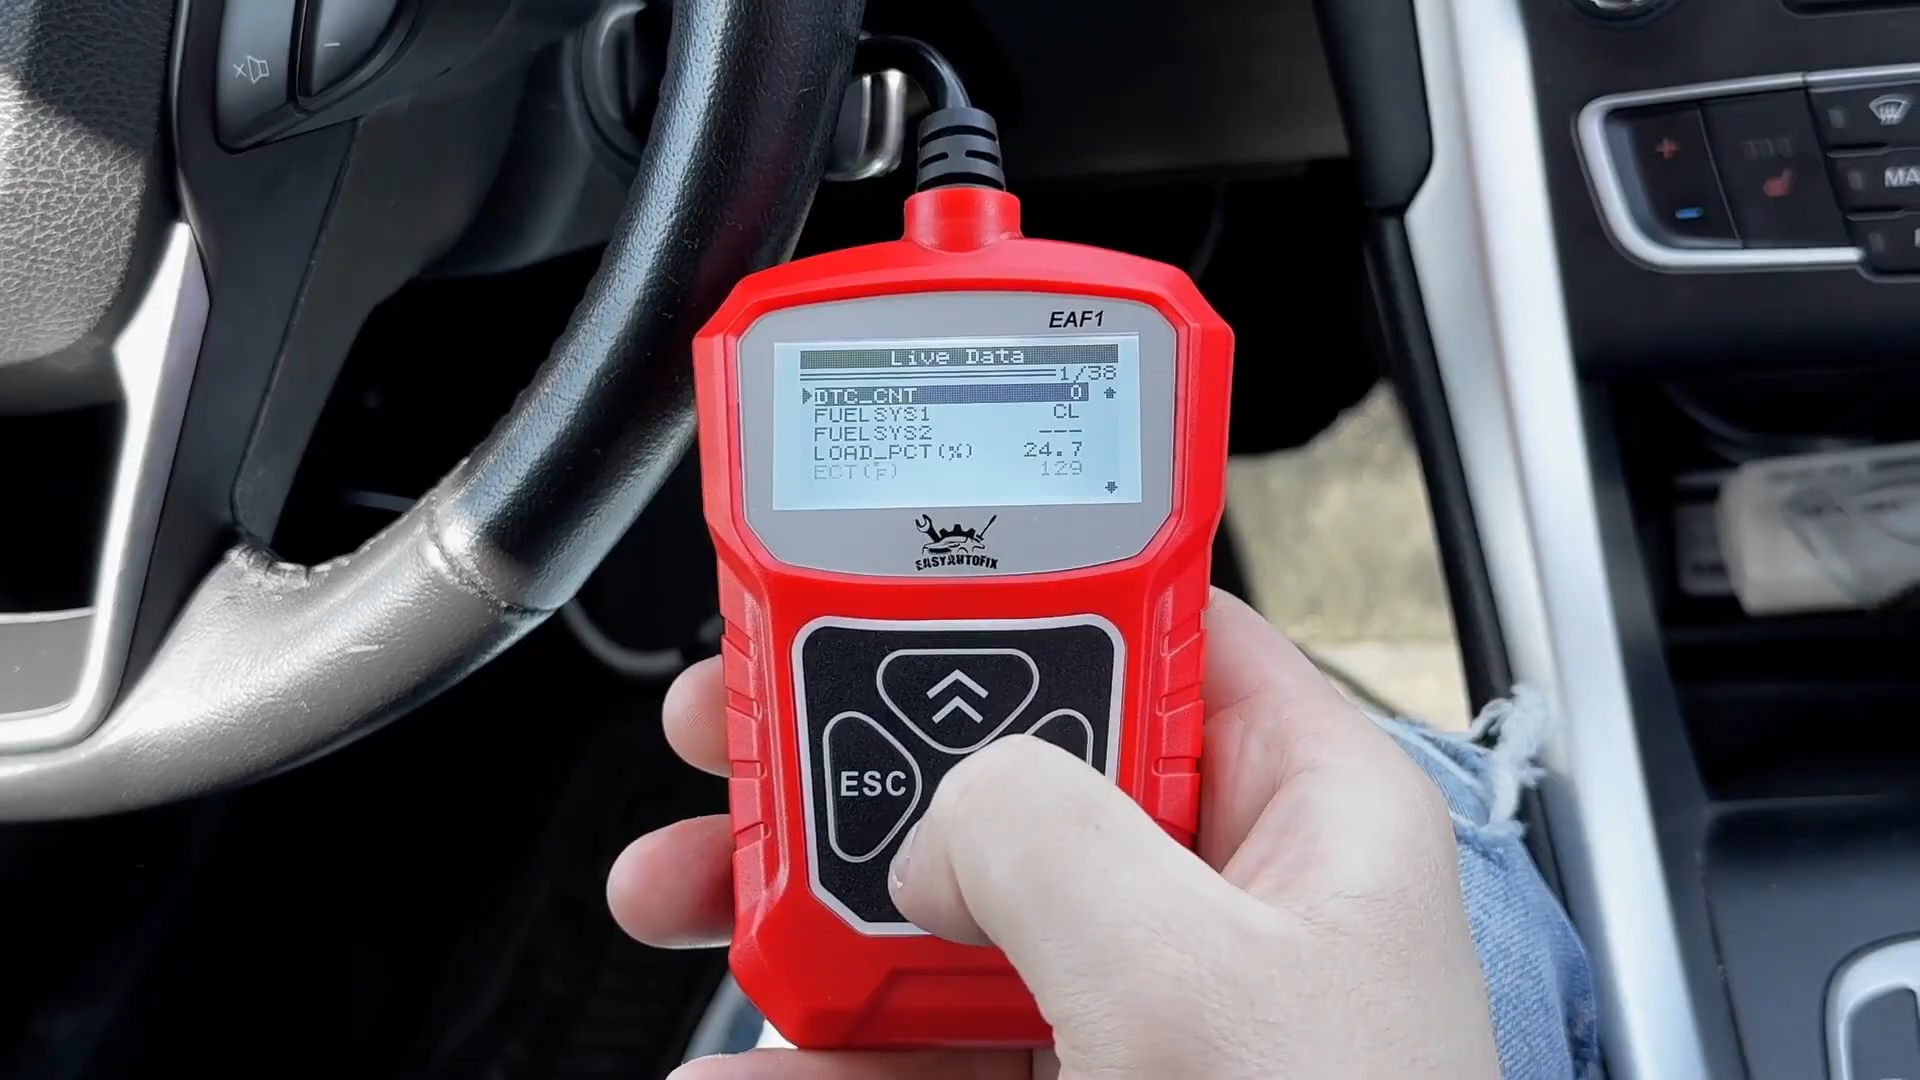 EAF1
Live Data
1/38
DTC_CNT 0
FUELSYS1 CL
FUELSYS2 ---
LOAD_PCT(%) 24.7
ECT(°F) 129
EASYAUTOFIX
ESC